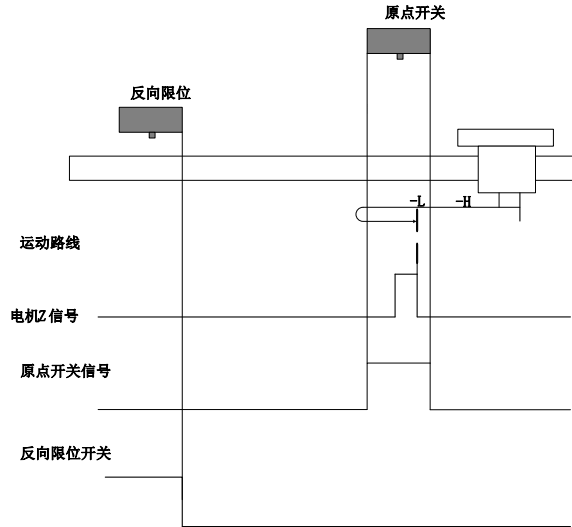 原点开关
反向限位
-L
-H
运动路线
电机Z信号
原点开关信号
反向限位开关